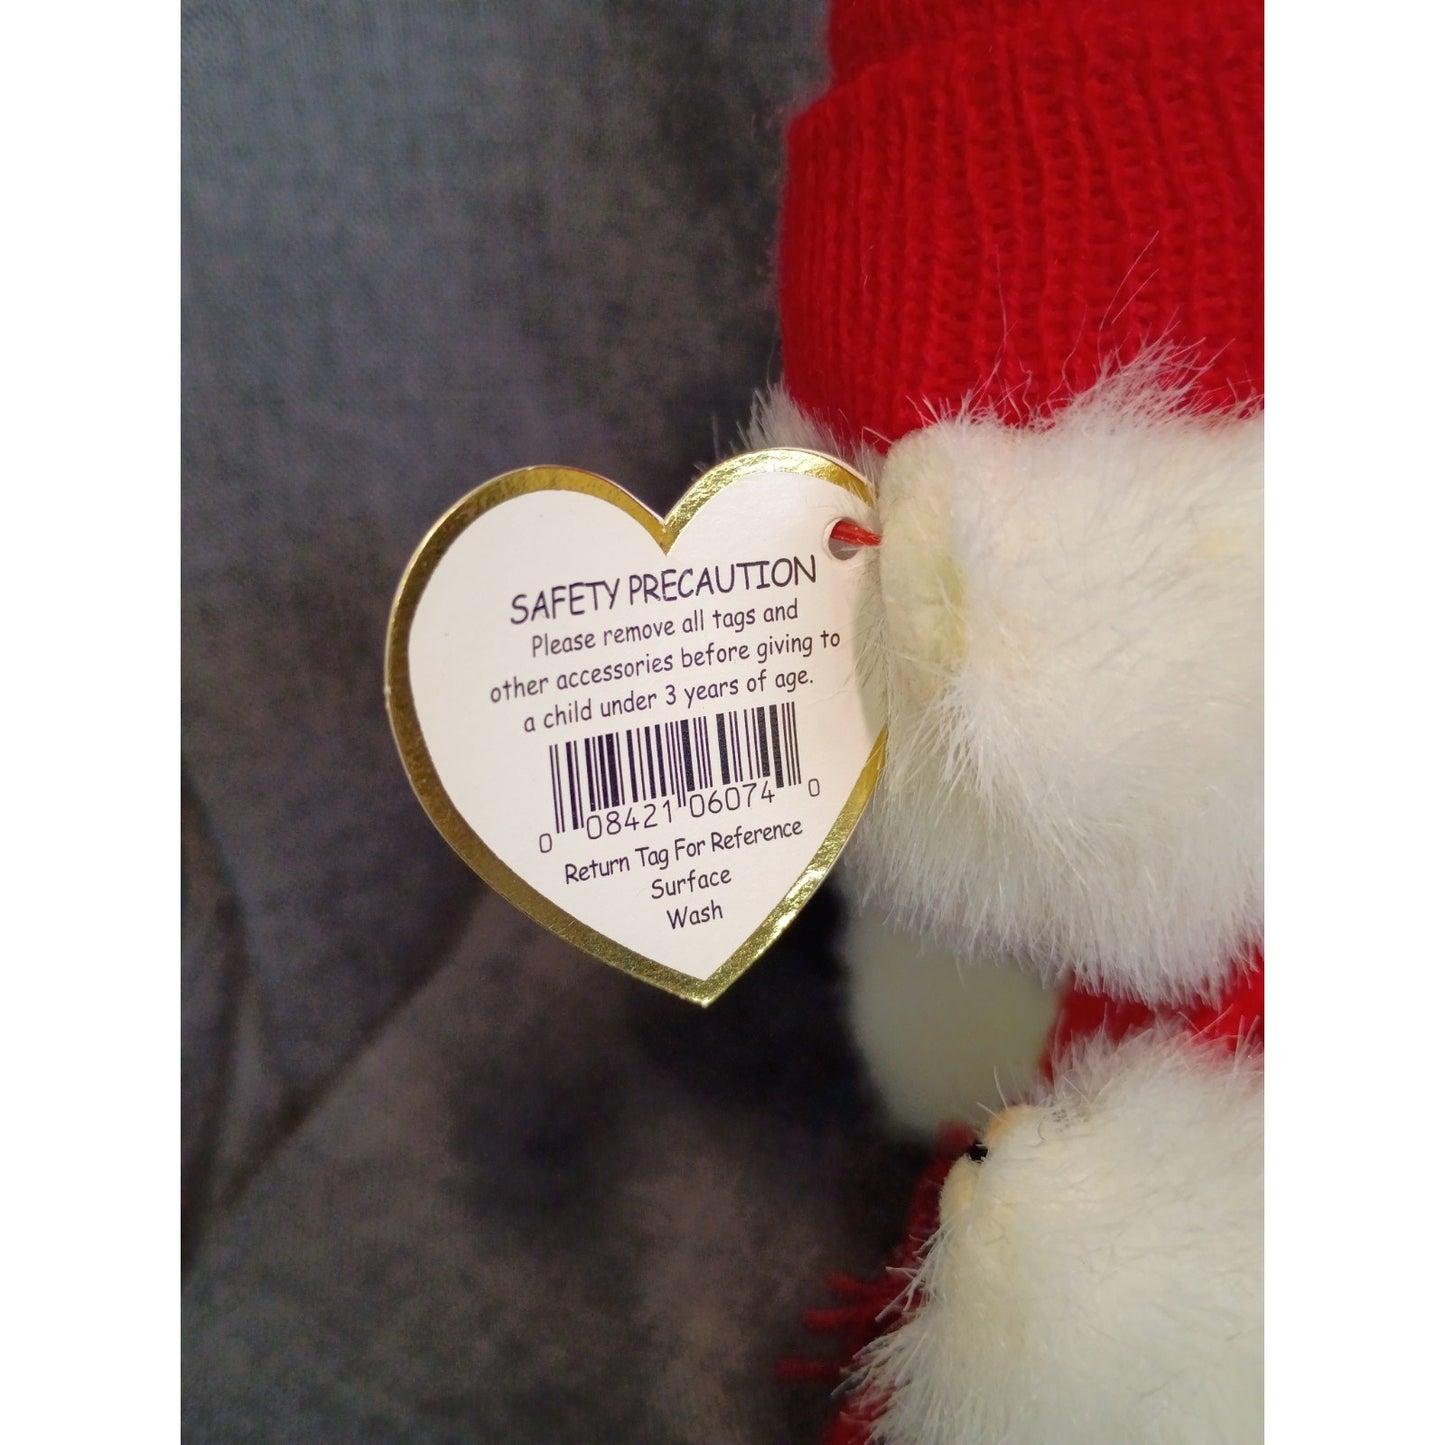 SAFETY PRECAUTION
Please remove all tags and
other accessories before giving to
a child under 3 years of age.
0 08421 06074 0
Return Tag For Reference
Surface
Wash